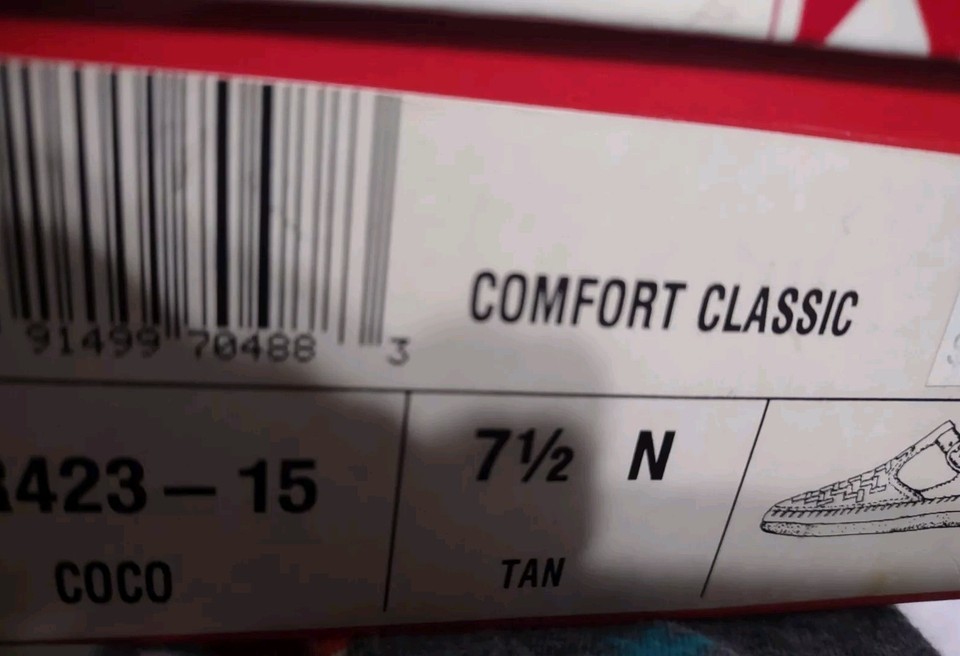 91499 70488 3
COMFORT CLASSIC
423 – 15
7½ N
COCO
TAN